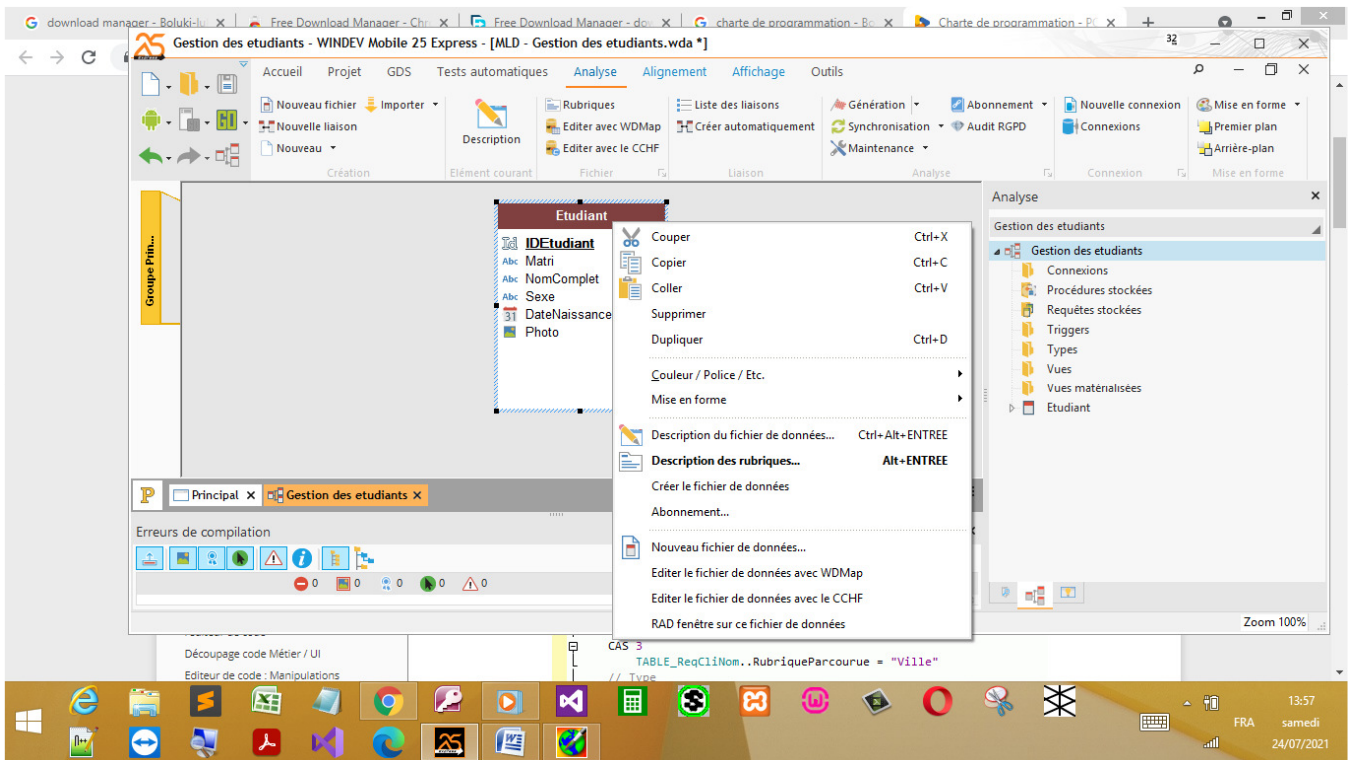 download manager - Boluki-lu
Free Download Manager - Chr
Free Download Manager - dow
charte de programmation - Bo
Charte de programmation - PC
Gestion des etudiants - WINDEV Mobile 25 Express - [MLD - Gestion des etudiants.wda *]
Accueil Projet GDS Tests automatiques Analyse Alignement Affichage Outils
Nouveau fichier Importer
Nouvelle liaison
Nouveau
Création
Description
Elément courant
Rubriques
Editer avec WDMap
Editer avec le CCHF
Fichier
Liste des liaisons
Créer automatiquement
Liaison
Génération Abonnement
Synchronisation Audit RGPD
Maintenance
Analyse
Nouvelle connexion
Connexions
Connexion
Mise en forme
Premier plan
Arrière-plan
Mise en forme
Groupe Prin...
Etudiant
IDEtudiant
Abc Matri
Abc NomComplet
Abc Sexe
31 DateNaissance
Photo
Couper Ctrl+X
Copier Ctrl+C
Coller Ctrl+V
Supprimer
Dupliquer Ctrl+D
Couleur / Police / Etc.
Mise en forme
Description du fichier de données... Ctrl+Alt+ENTREE
Description des rubriques... Alt+ENTREE
Créer le fichier de données
Abonnement...
Nouveau fichier de données...
Editer le fichier de données avec WDMap
Editer le fichier de données avec le CCHF
RAD fenêtre sur ce fichier de données
Analyse
Gestion des etudiants
Gestion des etudiants
Connexions
Procédures stockées
Requêtes stockées
Triggers
Types
Vues
Vues matérialisées
Etudiant
Principal
Gestion des etudiants
Erreurs de compilation
0 0 0 0 0
Zoom 100%
Découpage code Métier / UI
Editeur de code : Manipulations
CAS 3
TABLE_ReqCliNom..RubriqueParcourue = "Ville"
// Type
13:57
FRA samedi
24/07/2021